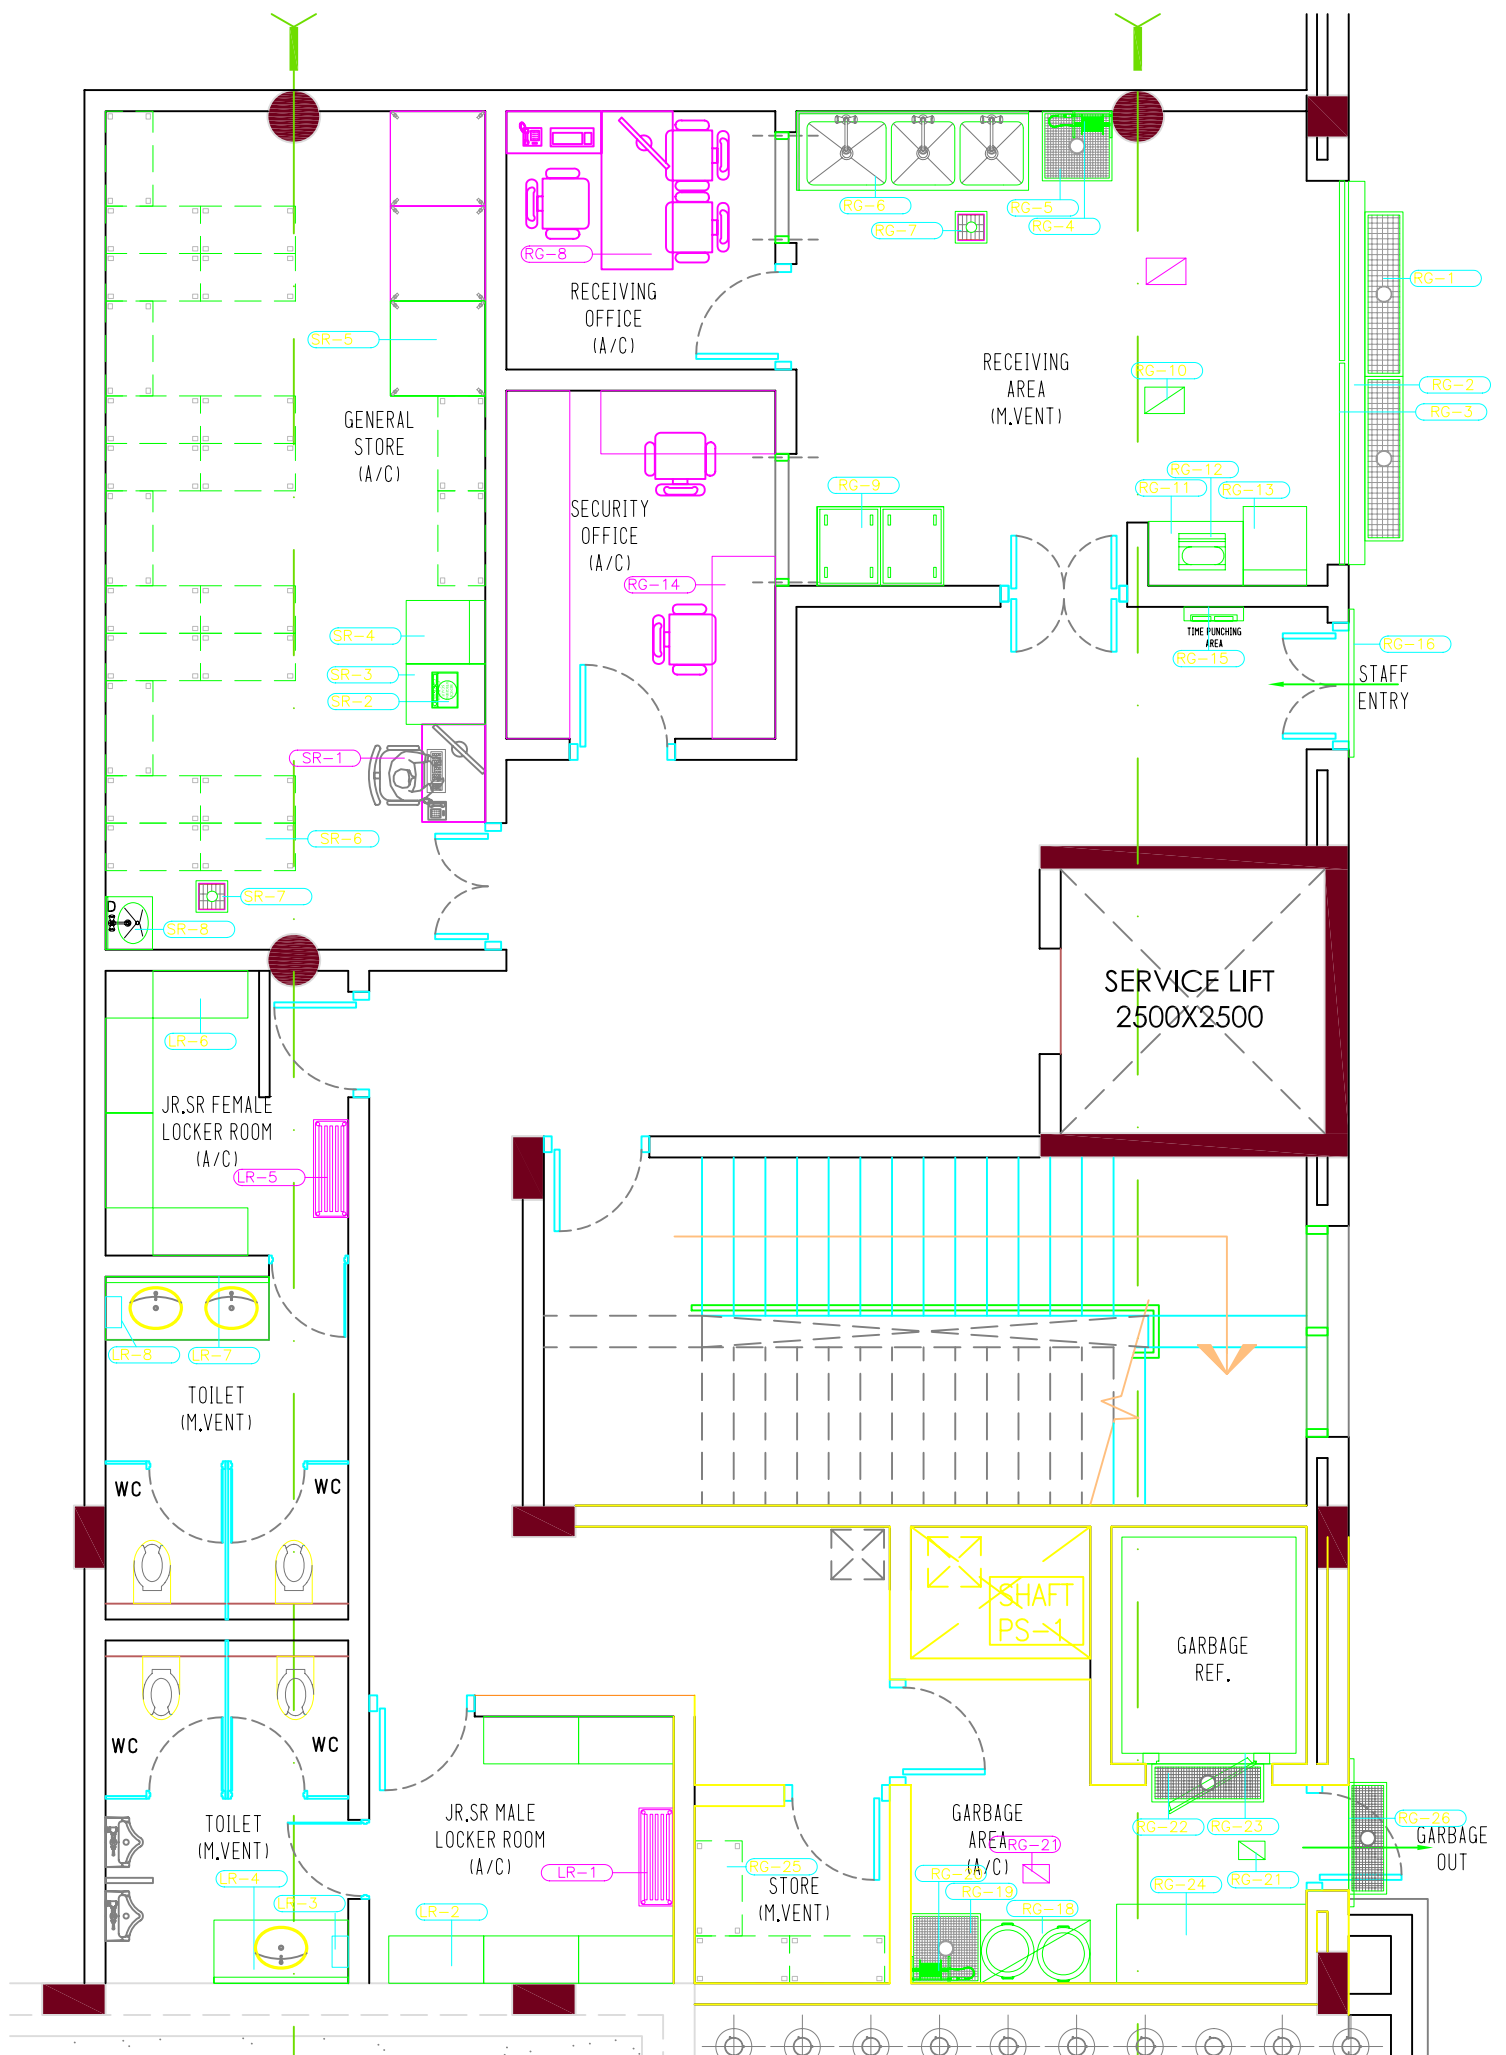 RG-6
RG-5
RG-4
RG-7
RG-8
RECEIVING
OFFICE
(A/C)
RG-1
SR-5
RECEIVING
AREA
(M.VENT)
RG-10
RG-2
RG-3
GENERAL
STORE
(A/C)
RG-9
RG-12
RG-11
RG-13
SECURITY
OFFICE
(A/C)
RG-14
SR-4
SR-3
SR-2
TIME PUNCHING
AREA
RG-15
RG-16
STAFF
ENTRY
SR-1
SR-6
SR-7
D
SR-8
SERVICE LIFT
2500X2500
LR-6
JR.SR FEMALE
LOCKER ROOM
(A/C)
LR-5
LR-8
LR-7
TOILET
(M.VENT)
WC
WC
SHAFT
PS-1
GARBAGE
REF.
WC
WC
TOILET
(M.VENT)
JR.SR MALE
LOCKER ROOM
(A/C)
LR-1
LR-4
LR-3
LR-2
RG-25
STORE
(M.VENT)
GARBAGE
AREA
(A/C)
RG-21
RG-22
RG-23
RG-26
GARBAGE
OUT
RG-19
RG-18
RG-24
RG-21